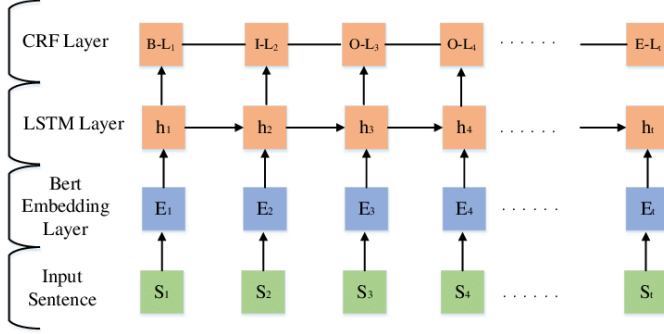 CRF Layer
B-L₁ I-L₂ O-L₃ O-L₄ · · · · · · E-Lₜ
LSTM Layer
h₁ h₂ h₃ h₄ · · · · · · hₜ
Bert
Embedding
Layer
E₁ E₂ E₃ E₄ · · · · · · Eₜ
Input
Sentence
S₁ S₂ S₃ S₄ · · · · · · Sₜ